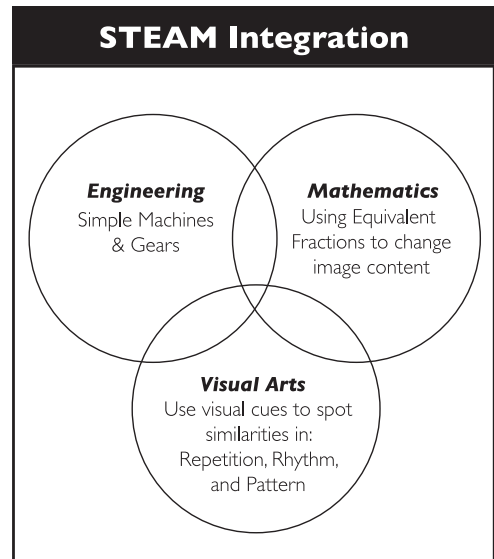 STEAM Integration
Engineering
Simple Machines
& Gears
Mathematics
Using Equivalent
Fractions to change
image content
Visual Arts
Use visual cues to spot
similarities in:
Repetition, Rhythm,
and Pattern